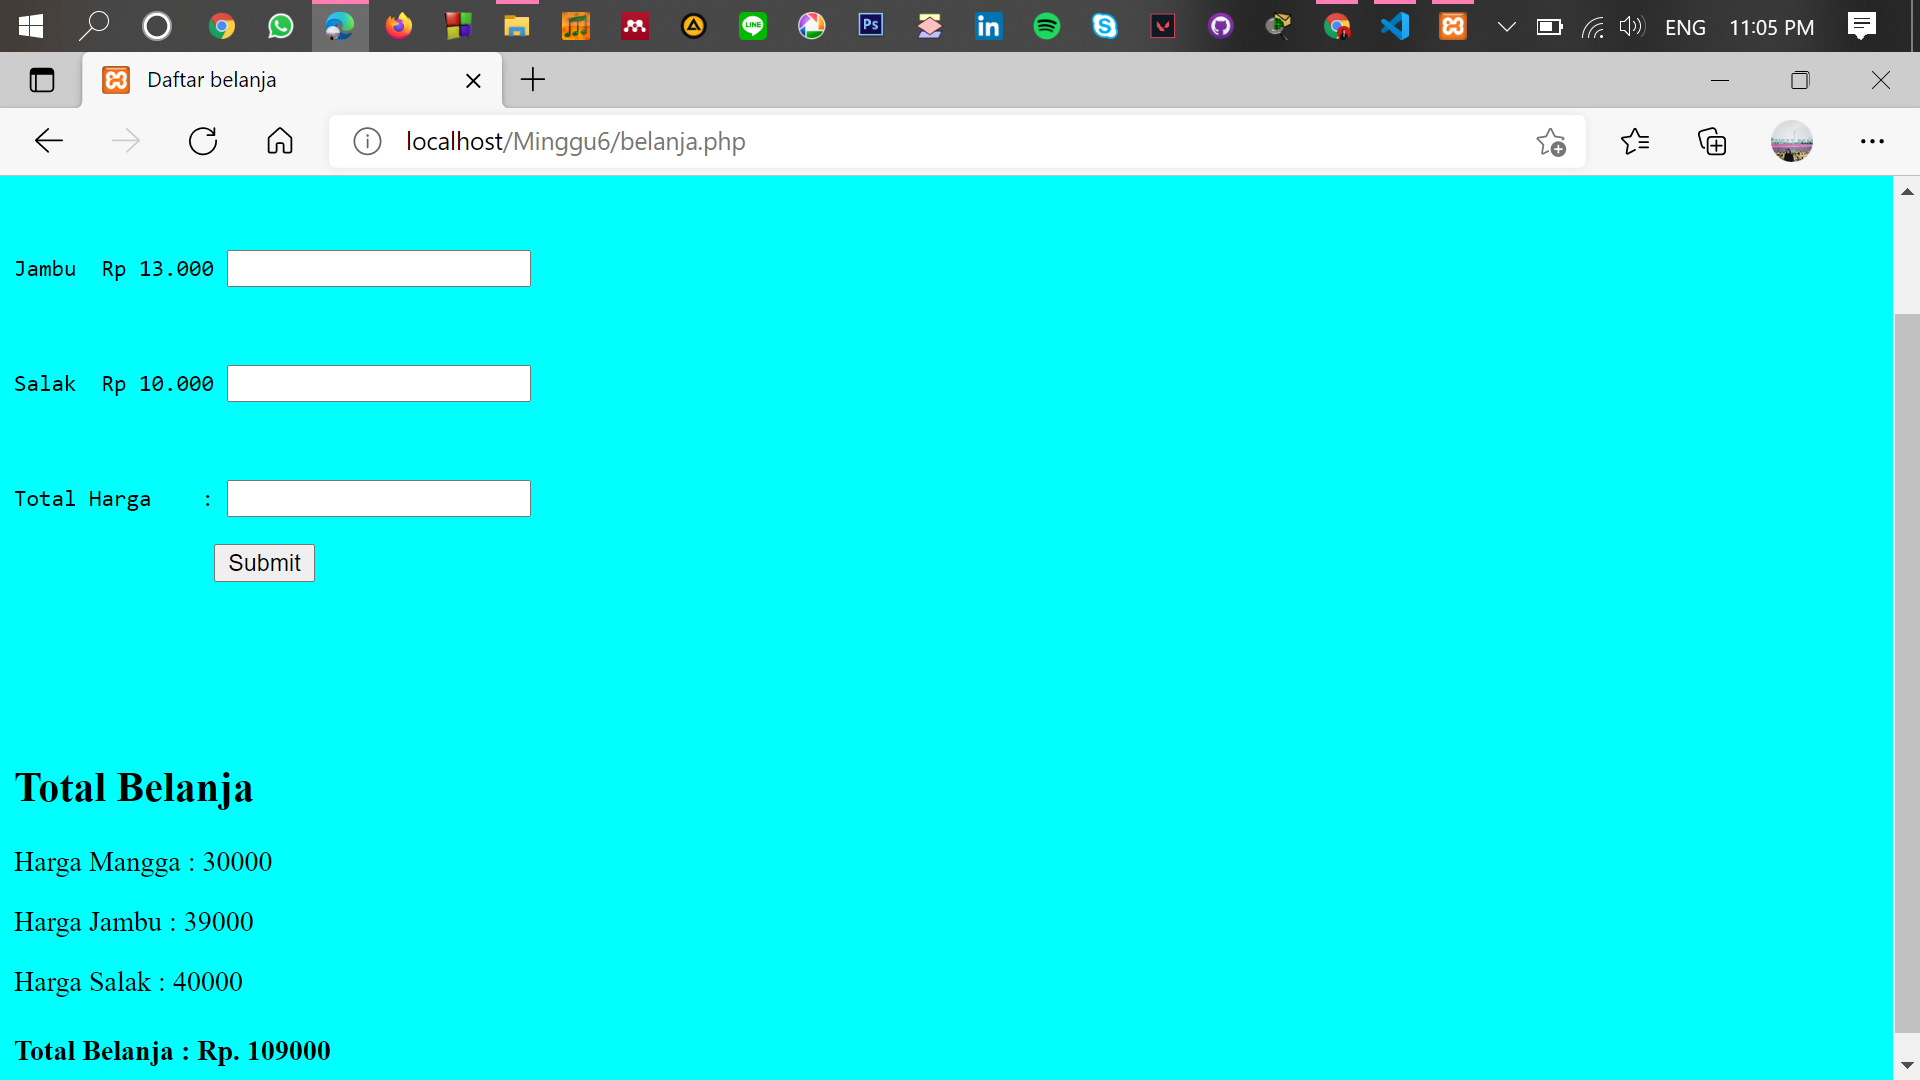 ENG 11:05 PM
Daftar belanja
localhost/Minggu6/belanja.php
Jambu Rp 13.000
Salak Rp 10.000
Total Harga :
Submit
Total Belanja
Harga Mangga : 30000
Harga Jambu : 39000
Harga Salak : 40000
Total Belanja : Rp. 109000